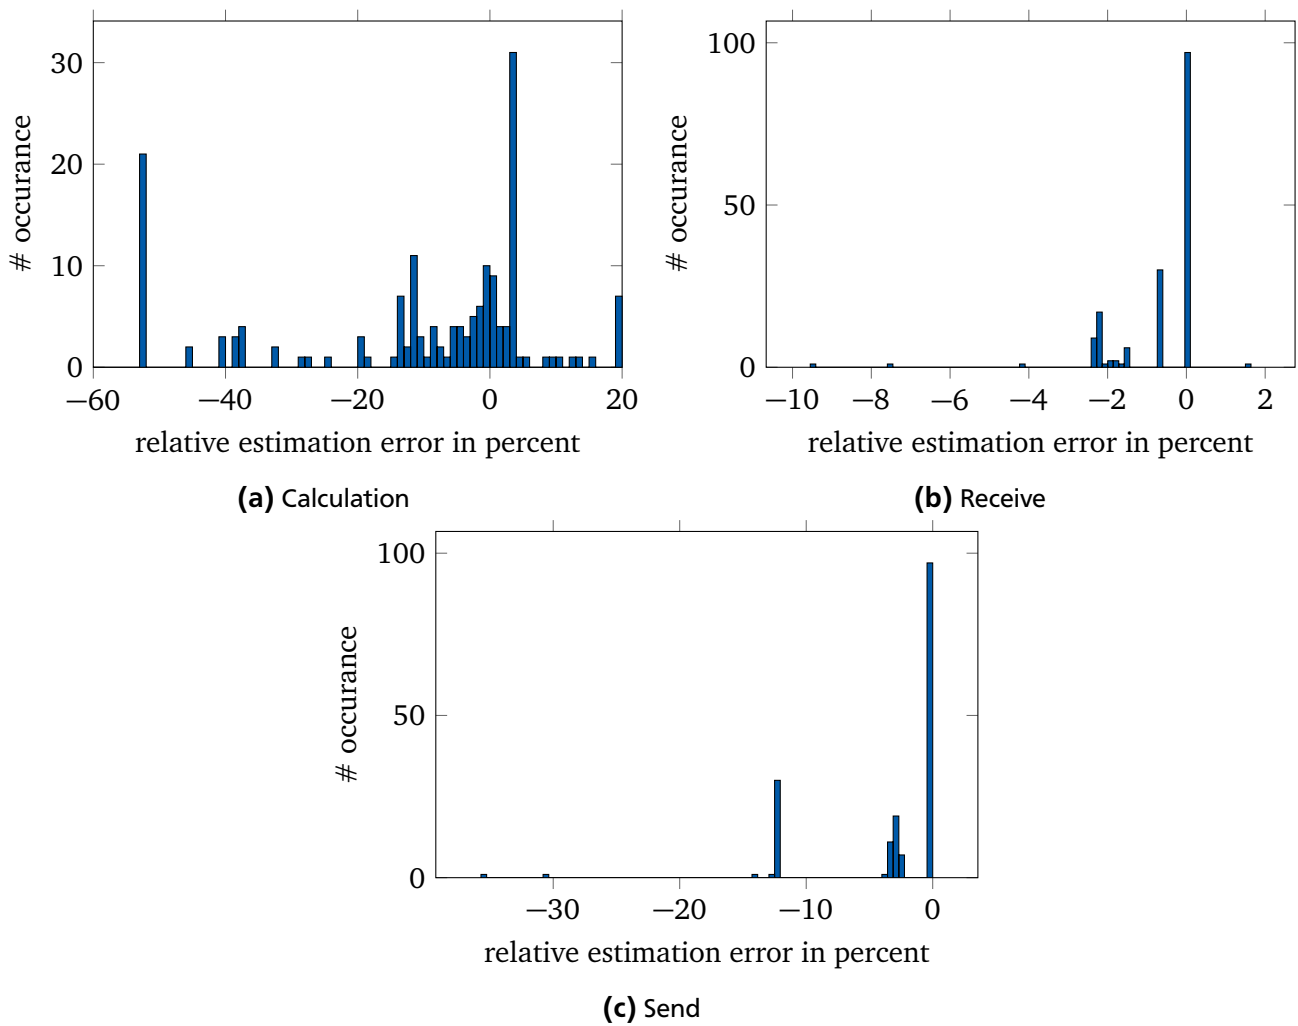 30
20
10
0
# occurance
−60
−40
−20
0
20
relative estimation error in percent
(a) Calculation
100
50
0
# occurance
−10
−8
−6
−4
−2
0
2
relative estimation error in percent
(b) Receive
100
50
0
# occurance
−30
−20
−10
0
relative estimation error in percent
(c) Send